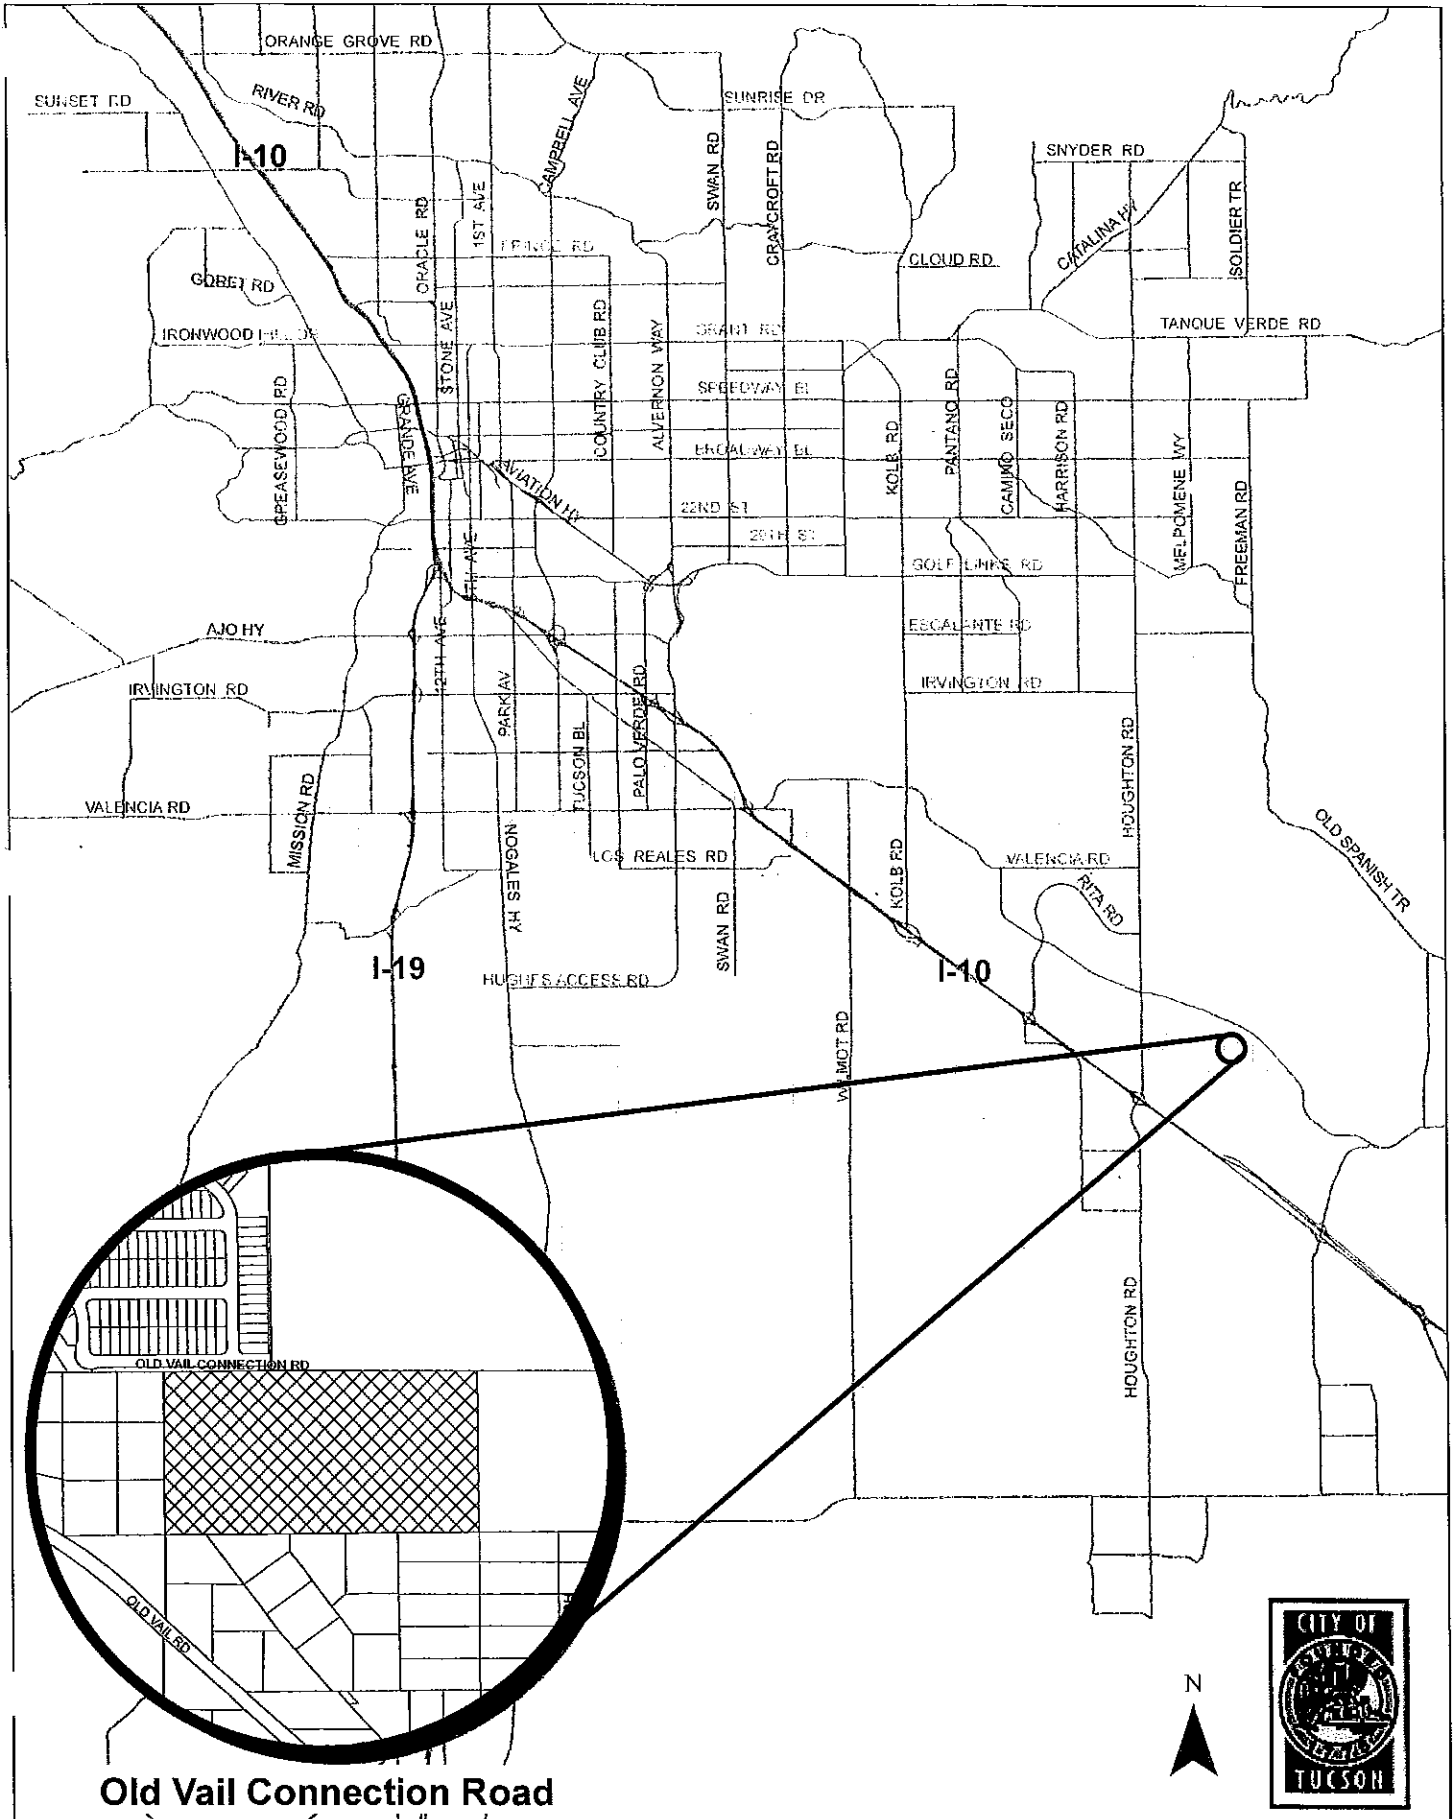 ORANGE GROVE RD
SUNSET RD
RIVER RD
CAMPBELL AVE
SUNRISE DR
I-10
SWAN RD
CRAYCROFT RD
SNYDER RD
CATALINA HY
SOLDIER TR
ORACLE RD
1ST AVE
CLOUD RD
GORET RD
STONE AVE
COUNTRY CLUB RD
ALVERNON WAY
GRANT RD
TANQUE VERDE RD
IRONWOOD
GREASEWOOD RD
GRANDE AVE
SPEEDWAY BL
PANTANO RD
CAMINO SECO
HARRISON RD
KOLB RD
BROADWAY BL
MELPOMENE WY
FREEMAN RD
AVIATION HY
22ND ST
29TH ST
GOLF LINKS RD
AJO HY
12TH AVE
ESCALANTE RD
IRVINGTON RD
PARK AV
TUCSON BL
PALO VERDE RD
IRVINGTON RD
HOUGHTON RD
VALENCIA RD
MISSION RD
NOGALES HY
LOS REALES RD
KOLB RD
VALENCIA RD
RITA RD
OLD SPANISH TR
SWAN RD
I-19
HUGHES ACCESS RD
I-10
WILMOT RD
HOUGHTON RD
OLD VAIL CONNECTION RD
OLD VAIL RD
N
CITY OF
TUCSON
Old Vail Connection Road